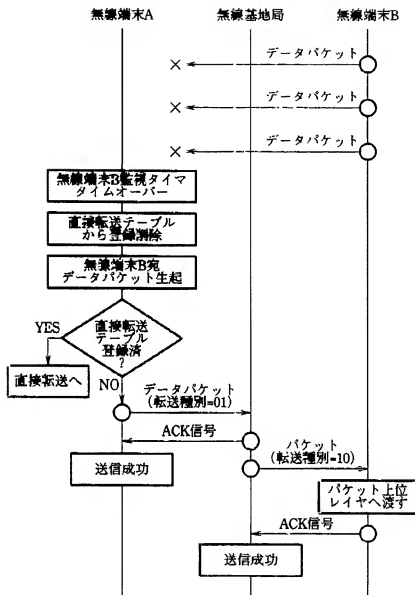 無線端末A 無線基地局 無線端末B
データパケット
×
データパケット
×
データパケット
×
無線端末B監視タイマ
タイムオーバー
直接転送テーブル
から登録削除
無線端末B宛
データパケット生起
直接転送
テーブル
登録済
?
YES
直接転送へ
NO
データパケット
(転送種別=01)
ACK信号
送信成功
パケット
(転送種別=10)
パケット上位
レイヤへ渡す
ACK信号
送信成功